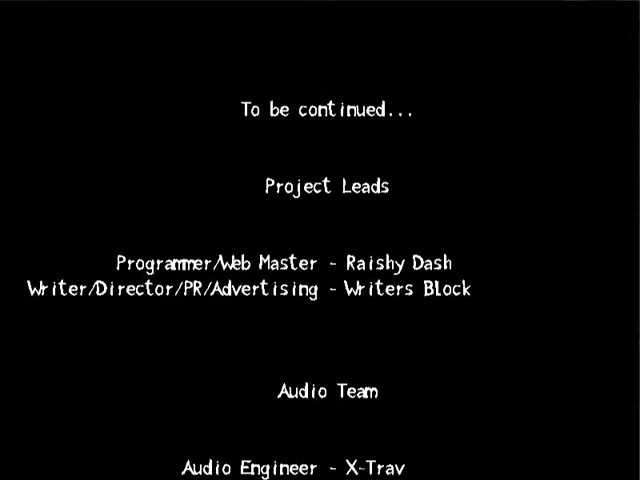 To be continued...
Project Leads
Programmer/Web Master - Raishy Dash
Writer/Director/PR/Advertising - Writers Block
Audio Team
Audio Engineer - X-Trav